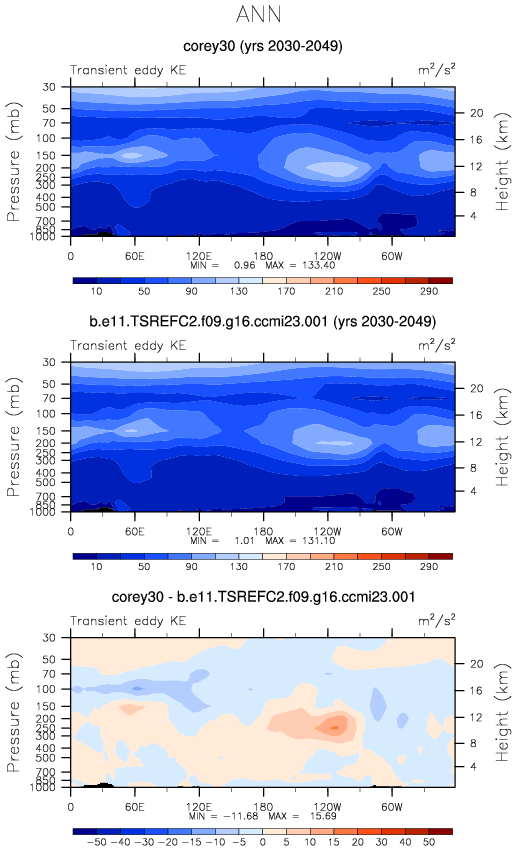 ANN
corey30 (yrs 2030-2049)
Transient eddy KE m²/s²
30
50
70
100
150
200
250
300
400
500
700
850
1000
Pressure (mb)
20
16
12
8
4
Height (km)
0 60E 120E 180 120W 60W
MIN = 0.96 MAX = 133.40
10 50 90 130 170 210 250 290
b.e11.TSREFC2.f09.g16.ccmi23.001 (yrs 2030-2049)
Transient eddy KE m²/s²
30
50
70
100
150
200
250
300
400
500
700
850
1000
Pressure (mb)
20
16
12
8
4
Height (km)
0 60E 120E 180 120W 60W
MIN = 1.01 MAX = 131.10
10 50 90 130 170 210 250 290
corey30 - b.e11.TSREFC2.f09.g16.ccmi23.001
Transient eddy KE m²/s²
30
50
70
100
150
200
250
300
400
500
700
850
1000
Pressure (mb)
20
16
12
8
4
Height (km)
0 60E 120E 180 120W 60W
MIN = -11.68 MAX = 15.69
-50 -40 -30 -20 -15 -10 -5 0 5 10 15 20 30 40 50